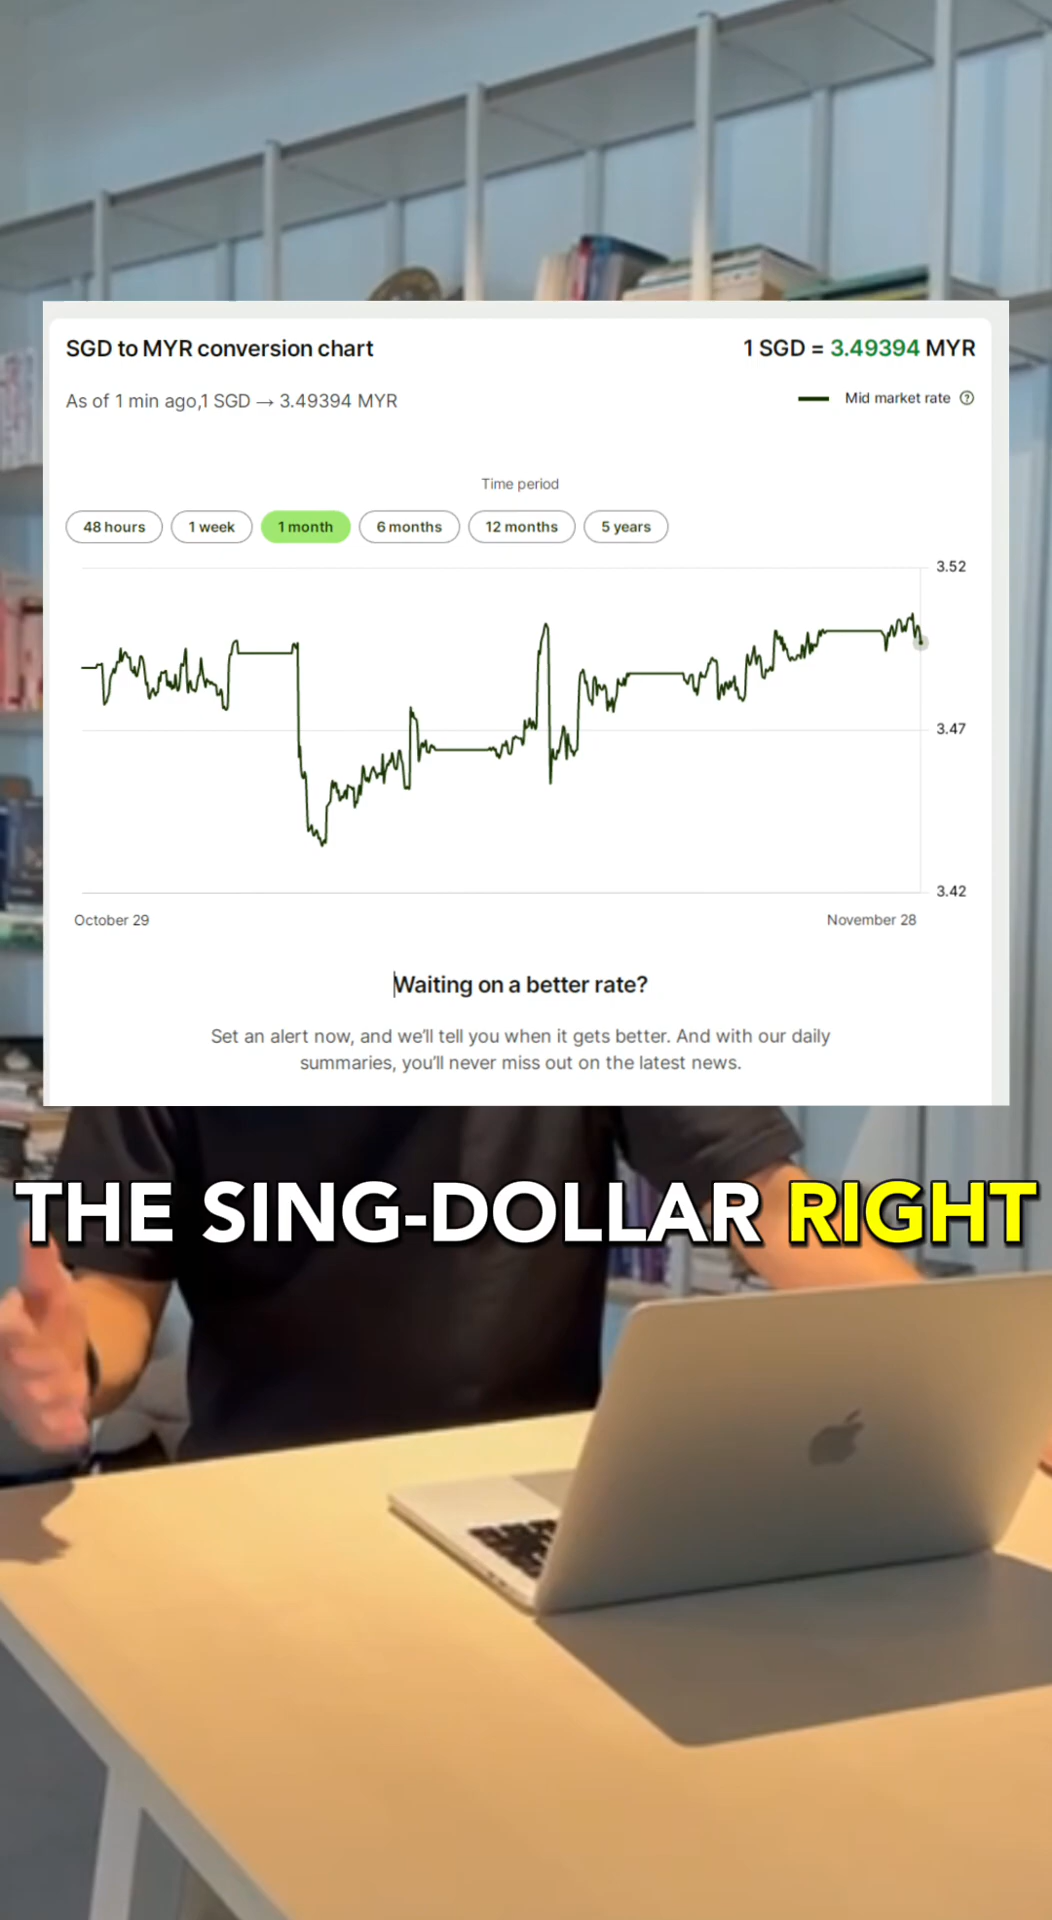 SGD to MYR conversion chart
1 SGD = 3.49394 MYR
As of 1 min ago,1 SGD → 3.49394 MYR
Mid market rate
Time period
48 hours
1 week
1 month
6 months
12 months
5 years
3.52
3.47
3.42
October 29
November 28
Waiting on a better rate?
Set an alert now, and we'll tell you when it gets better. And with our daily
summaries, you'll never miss out on the latest news.
THE SING-DOLLAR RIGHT